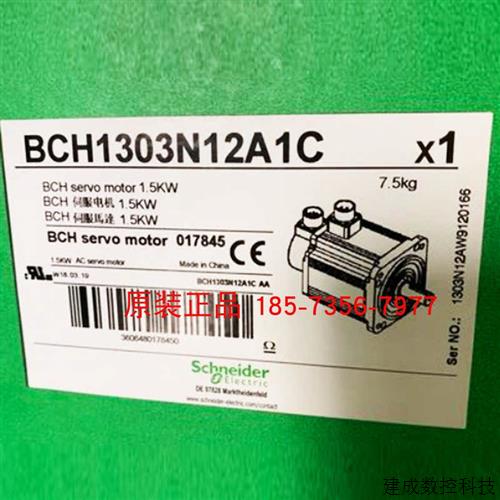 BCH1303N12A1C
x1
BCH servo motor 1.5KW
7.5kg
BCH 伺服电机 1.5KW
BCH 伺服馬達 1.5KW
BCH servo motor 017845
CE
1.5KW AC servo motor
Made in China
W18.03.19
BCH1303N12A1C AA
原装正品 185-7356-7977
3606480178450
Ω
Schneider
Electric
DE 97828 Marktheidenfeld
www.schneider-electric.com/contact
Ser NO.: 1303N12AW9120166
建成数控科技